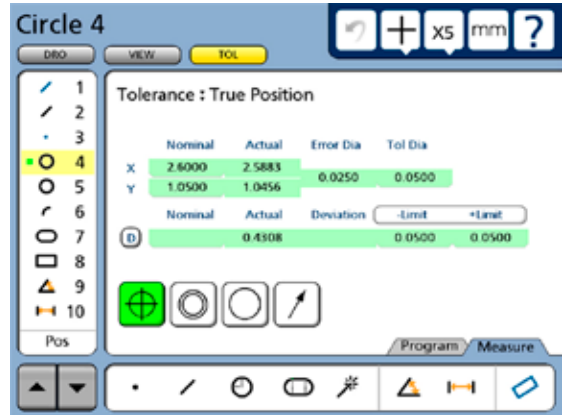 Circle 4
X5 mm ?
DRO VIEW TOL
1
2
3
4
5
6
7
8
9
10
Pos
Tolerance : True Position
Nominal Actual Error Dia Tol Dia
X 2.6000 2.5883 0.0250 0.0500
Y 1.0500 1.0456
Nominal Actual Deviation -Limit +Limit
D 0.4308 0.0500 0.0500
Program Measure